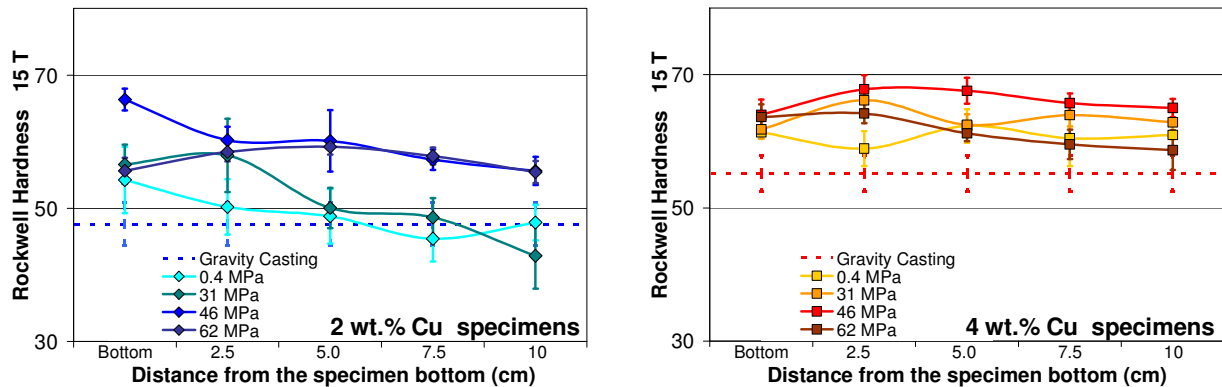 Rockwell Hardness 15 T
70
50
30
Gravity Casting
0.4 MPa
31 MPa
46 MPa
62 MPa
2 wt.% Cu specimens
Bottom 2.5 5.0 7.5 10
Distance from the specimen bottom (cm)
Rockwell Hardness 15 T
70
50
30
Gravity Casting
0.4 MPa
31 MPa
46 MPa
62 MPa
4 wt.% Cu specimens
Bottom 2.5 5.0 7.5 10
Distance from the specimen bottom (cm)